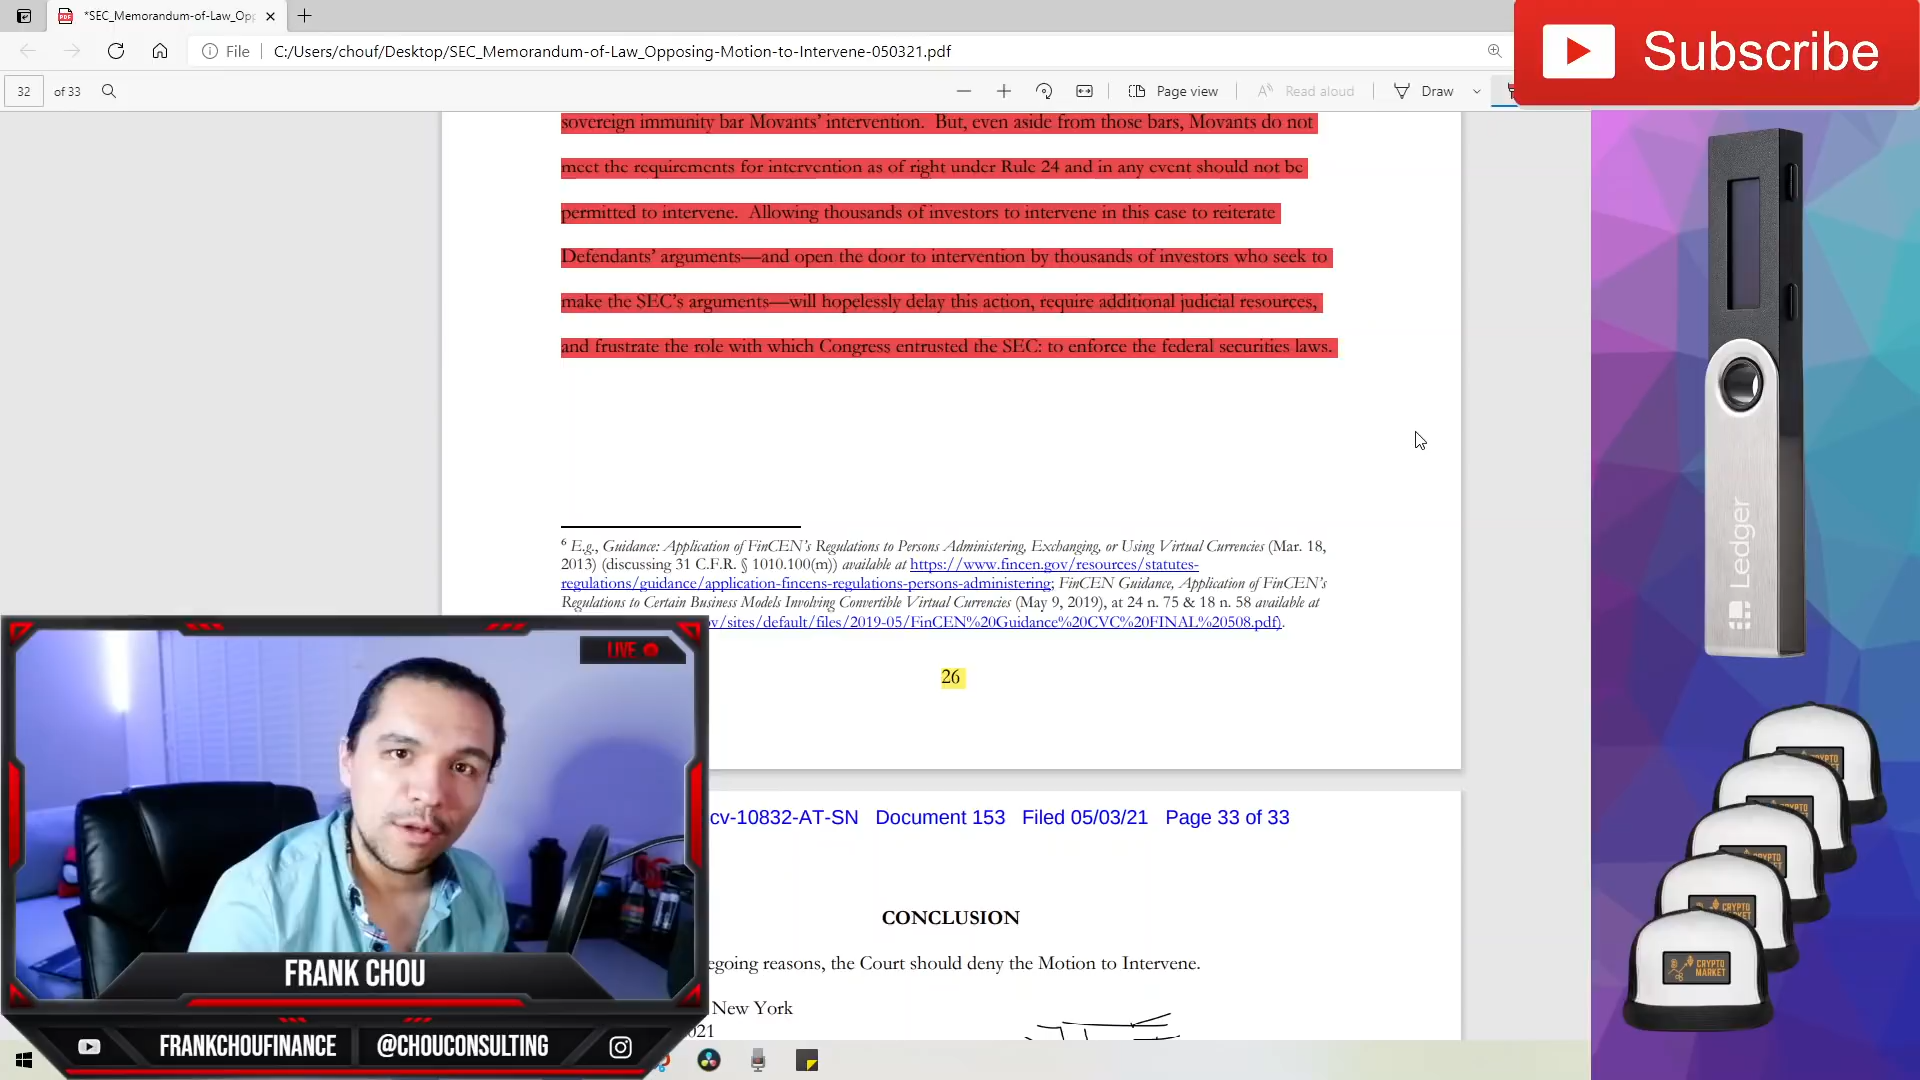 *SEC_Memorandum-of-Law_Opp
File
C:/Users/chouf/Desktop/SEC_Memorandum-of-Law_Opposing-Motion-to-Intervene-050321.pdf
Subscribe
32
of 33
Page view
Read aloud
Draw
sovereign immunity bar Movants' intervention. But, even aside from those bars, Movants do not
meet the requirements for intervention as of right under Rule 24 and in any event should not be
permitted to intervene. Allowing thousands of investors to intervene in this case to reiterate
Defendants' arguments—and open the door to intervention by thousands of investors who seek to
make the SEC's arguments—will hopelessly delay this action, require additional judicial resources,
and frustrate the role with which Congress entrusted the SEC: to enforce the federal securities laws.
6 E.g., Guidance: Application of FinCEN's Regulations to Persons Administering, Exchanging, or Using Virtual Currencies (Mar. 18,
2013) (discussing 31 C.F.R. § 1010.100(m)) available at https://www.fincen.gov/resources/statutes-
regulations/guidance/application-fincens-regulations-persons-administering; FinCEN Guidance, Application of FinCEN's
Regulations to Certain Business Models Involving Convertible Virtual Currencies (May 9, 2019), at 24 n. 75 & 18 n. 58 available at
ov/sites/default/files/2019-05/FinCEN%20Guidance%20CVC%20FINAL%20508.pdf).
26
cv-10832-AT-SN Document 153 Filed 05/03/21 Page 33 of 33
CONCLUSION
egoing reasons, the Court should deny the Motion to Intervene.
New York
021
LIVE
FRANK CHOU
FRANKCHOUFINANCE
@CHOUCONSULTING
Ledger
CRYPTO
CRYPTO
CRYPTO
CRYPTO
MARKET